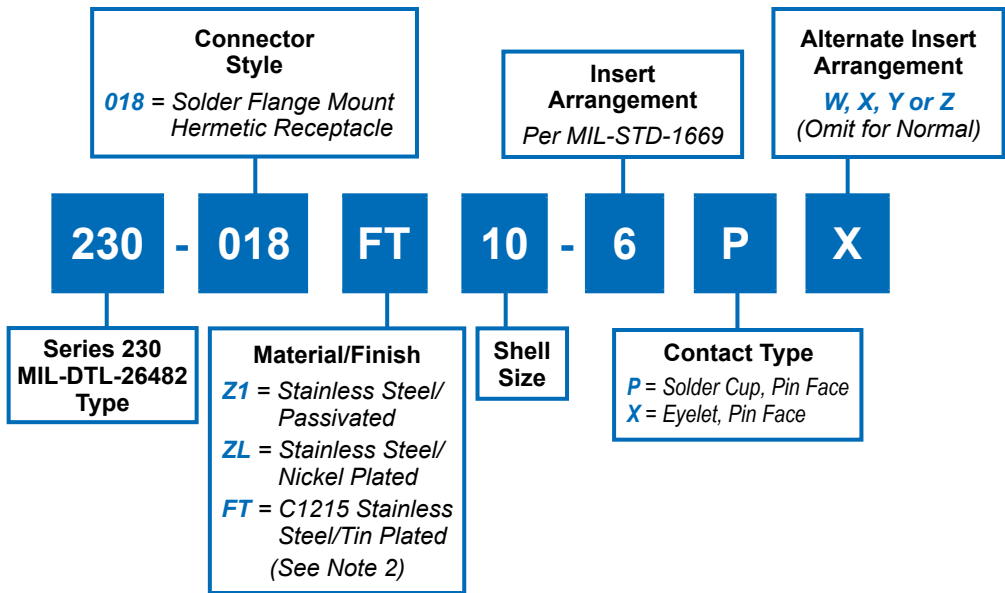 Connector
Style
018 = Solder Flange Mount
Hermetic Receptacle
Insert
Arrangement
Per MIL-STD-1669
Alternate Insert
Arrangement
W, X, Y or Z
(Omit for Normal)
230 - 018 FT 10 - 6 P X
Series 230
MIL-DTL-26482
Type
Material/Finish
Z1 = Stainless Steel/
Passivated
ZL = Stainless Steel/
Nickel Plated
FT = C1215 Stainless
Steel/Tin Plated
(See Note 2)
Shell
Size
Contact Type
P = Solder Cup, Pin Face
X = Eyelet, Pin Face